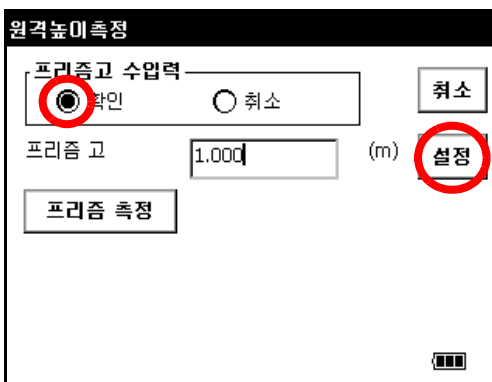 원격높이측정
프리즘고 수입력
확인 취소
취소
프리즘 고 1.000 (m)
설정
프리즘 측정